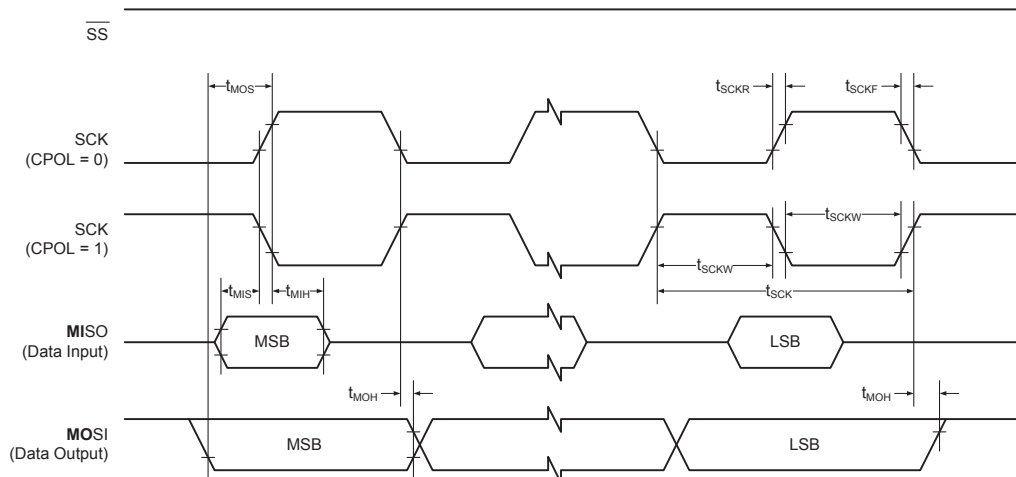 SS
tMOS
tSCKR
tSCKF
SCK
(CPOL = 0)
SCK
(CPOL = 1)
tSCKW
tSCKW
tSCK
tMIS
tMIH
MISO
(Data Input)
MSB
LSB
tMOH
tMOH
MOSI
(Data Output)
MSB
LSB